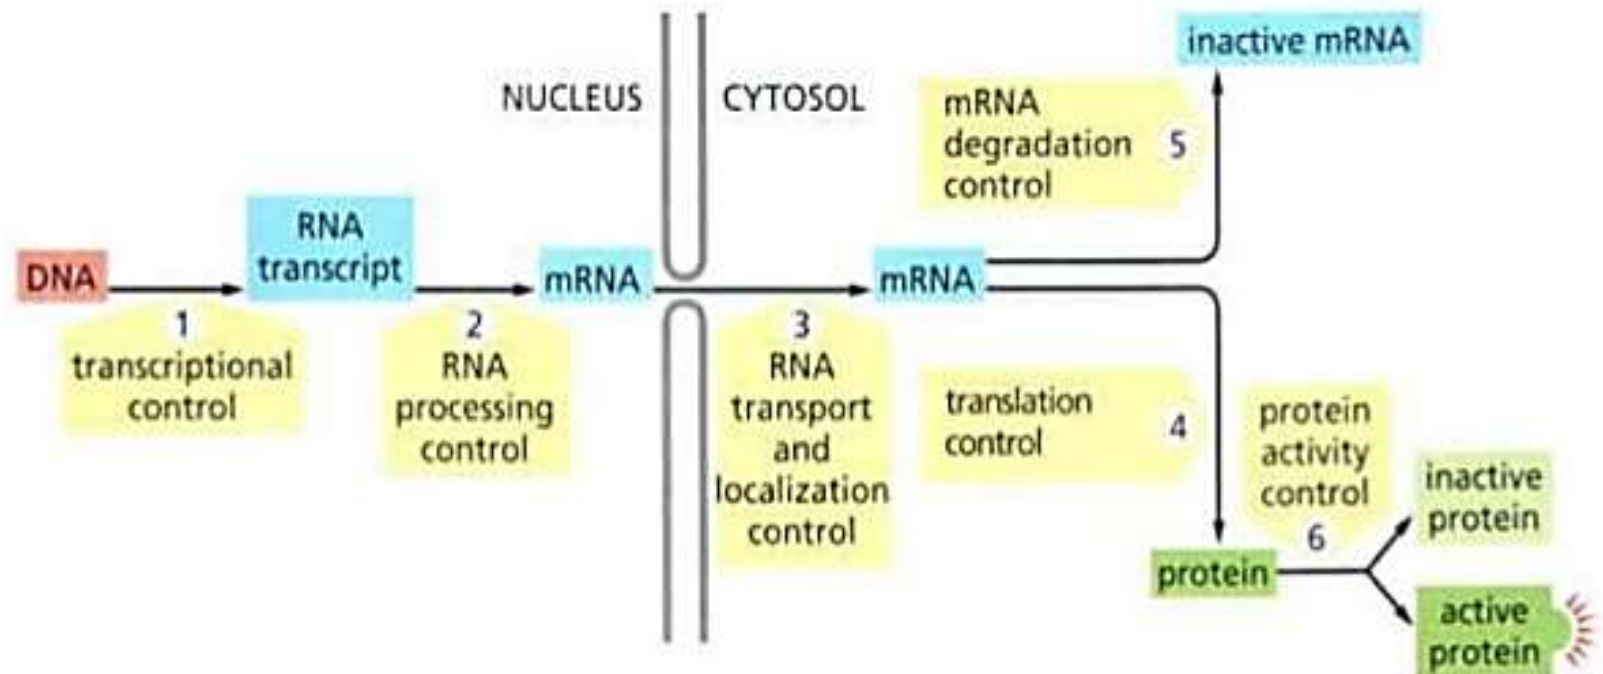 inactive mRNA
NUCLEUS
CYTOSOL
mRNA
degradation
control
5
RNA
transcript
DNA
mRNA
mRNA
1
transcriptional
control
2
RNA
processing
control
3
RNA
transport
and
localization
control
translation
control
4
protein
activity
control
6
inactive
protein
protein
active
protein